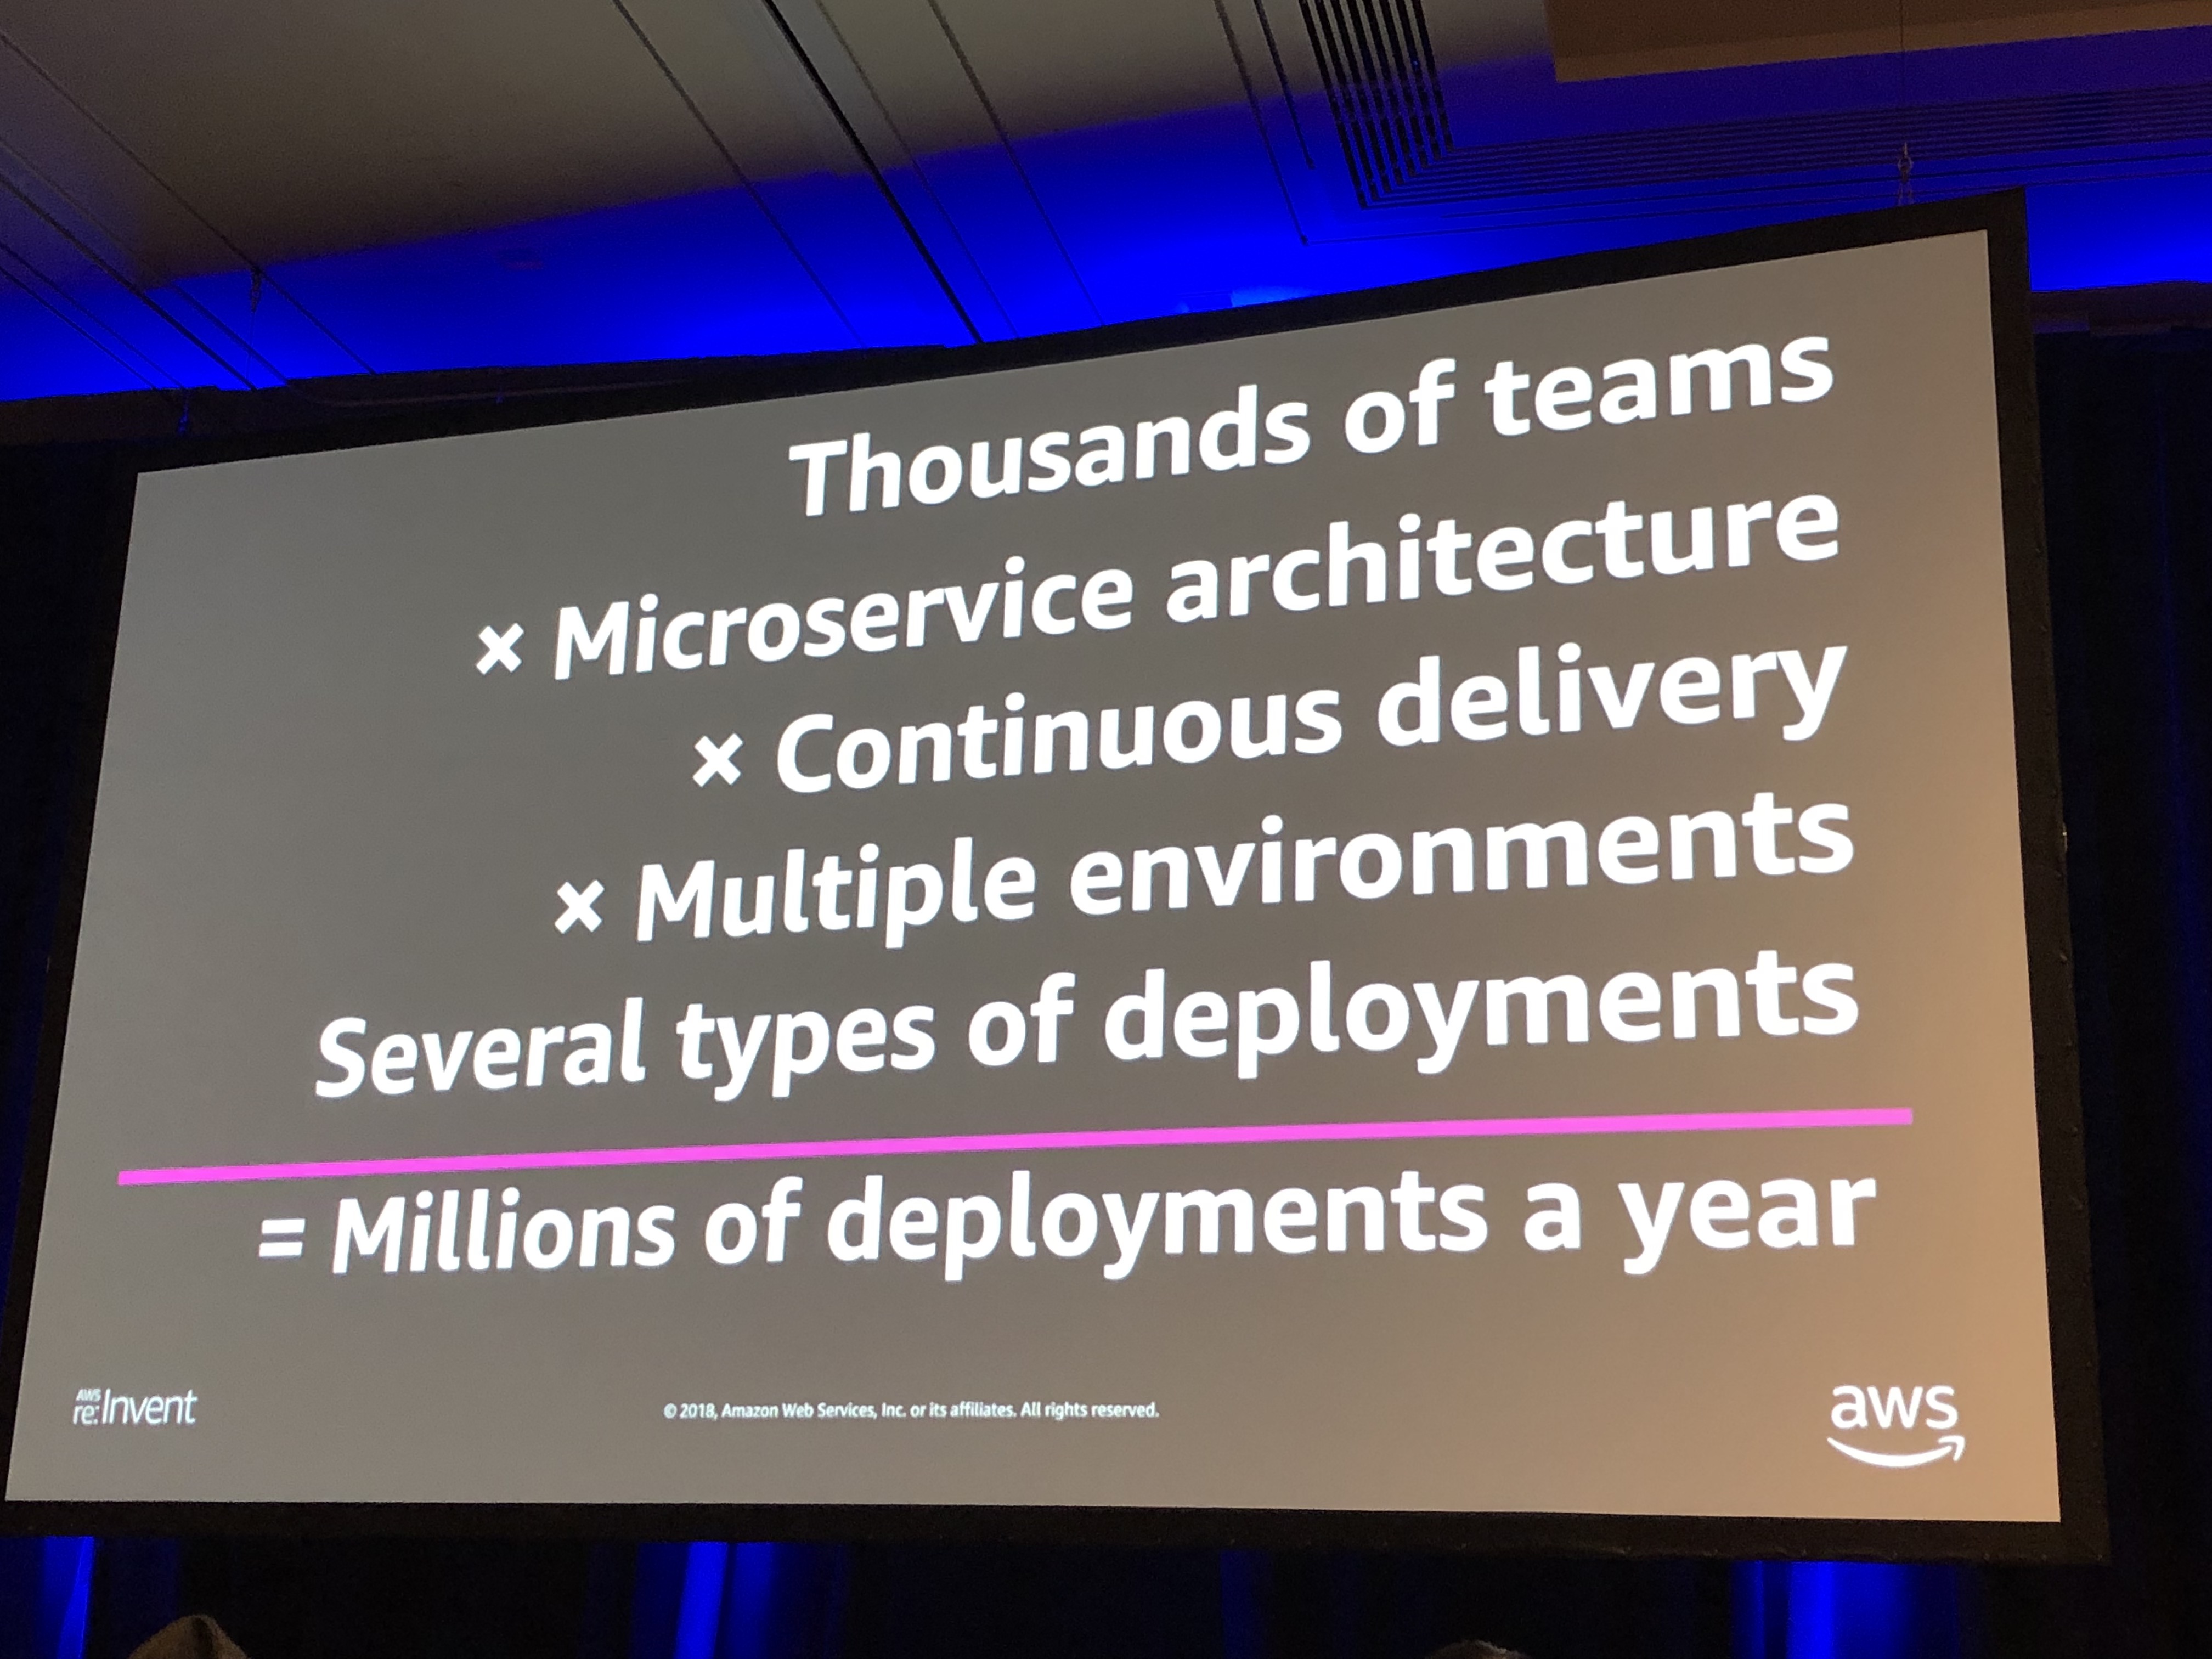 Thousands of teams
× Microservice architecture
× Continuous delivery
× Multiple environments
Several types of deployments
= Millions of deployments a year
AWS
re:Invent
© 2018, Amazon Web Services, Inc. or its affiliates. All rights reserved.
aws